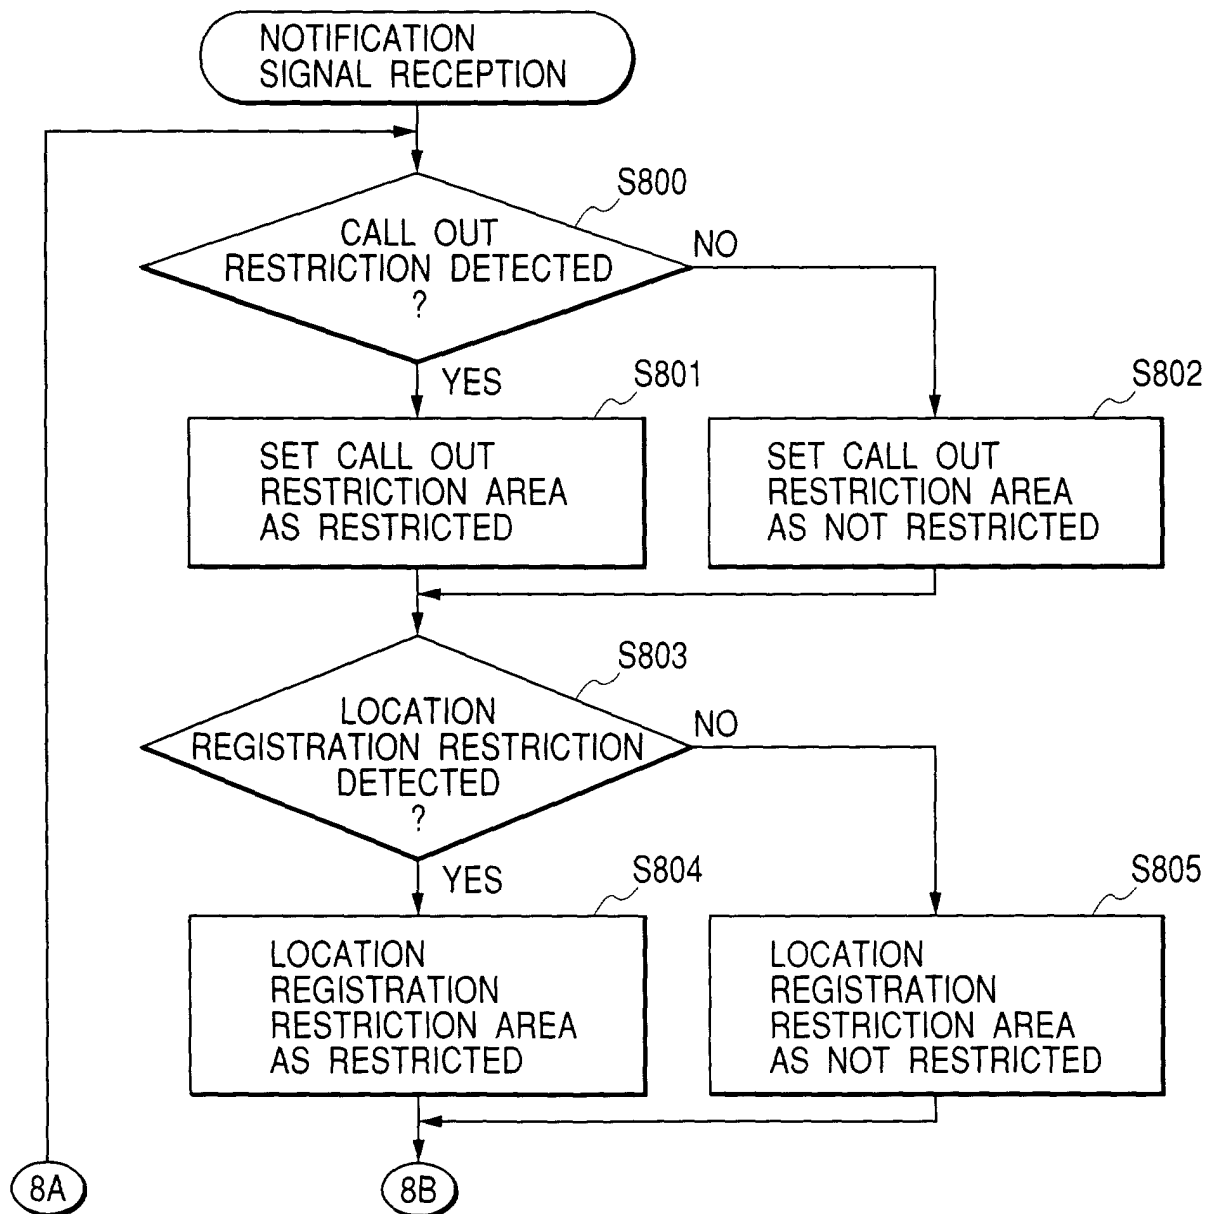 NOTIFICATION
SIGNAL RECEPTION
S800
CALL OUT
RESTRICTION DETECTED
?
NO
YES
S801
S802
SET CALL OUT
RESTRICTION AREA
AS RESTRICTED
SET CALL OUT
RESTRICTION AREA
AS NOT RESTRICTED
S803
LOCATION
REGISTRATION RESTRICTION
DETECTED
?
NO
YES
S804
S805
LOCATION
REGISTRATION
RESTRICTION AREA
AS RESTRICTED
LOCATION
REGISTRATION
RESTRICTION AREA
AS NOT RESTRICTED
8A
8B